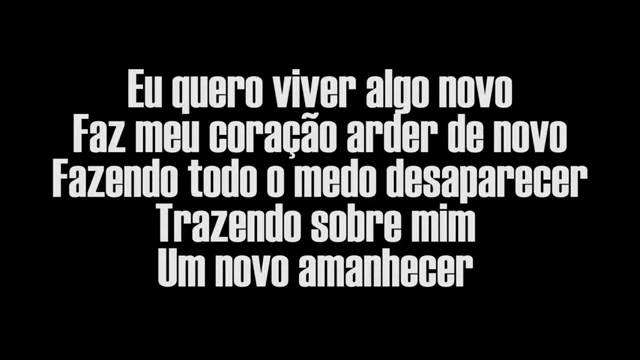 Eu quero viver algo novo
Faz meu coração arder de novo
Fazendo todo o medo desaparecer
Trazendo sobre mim
Um novo amanhecer